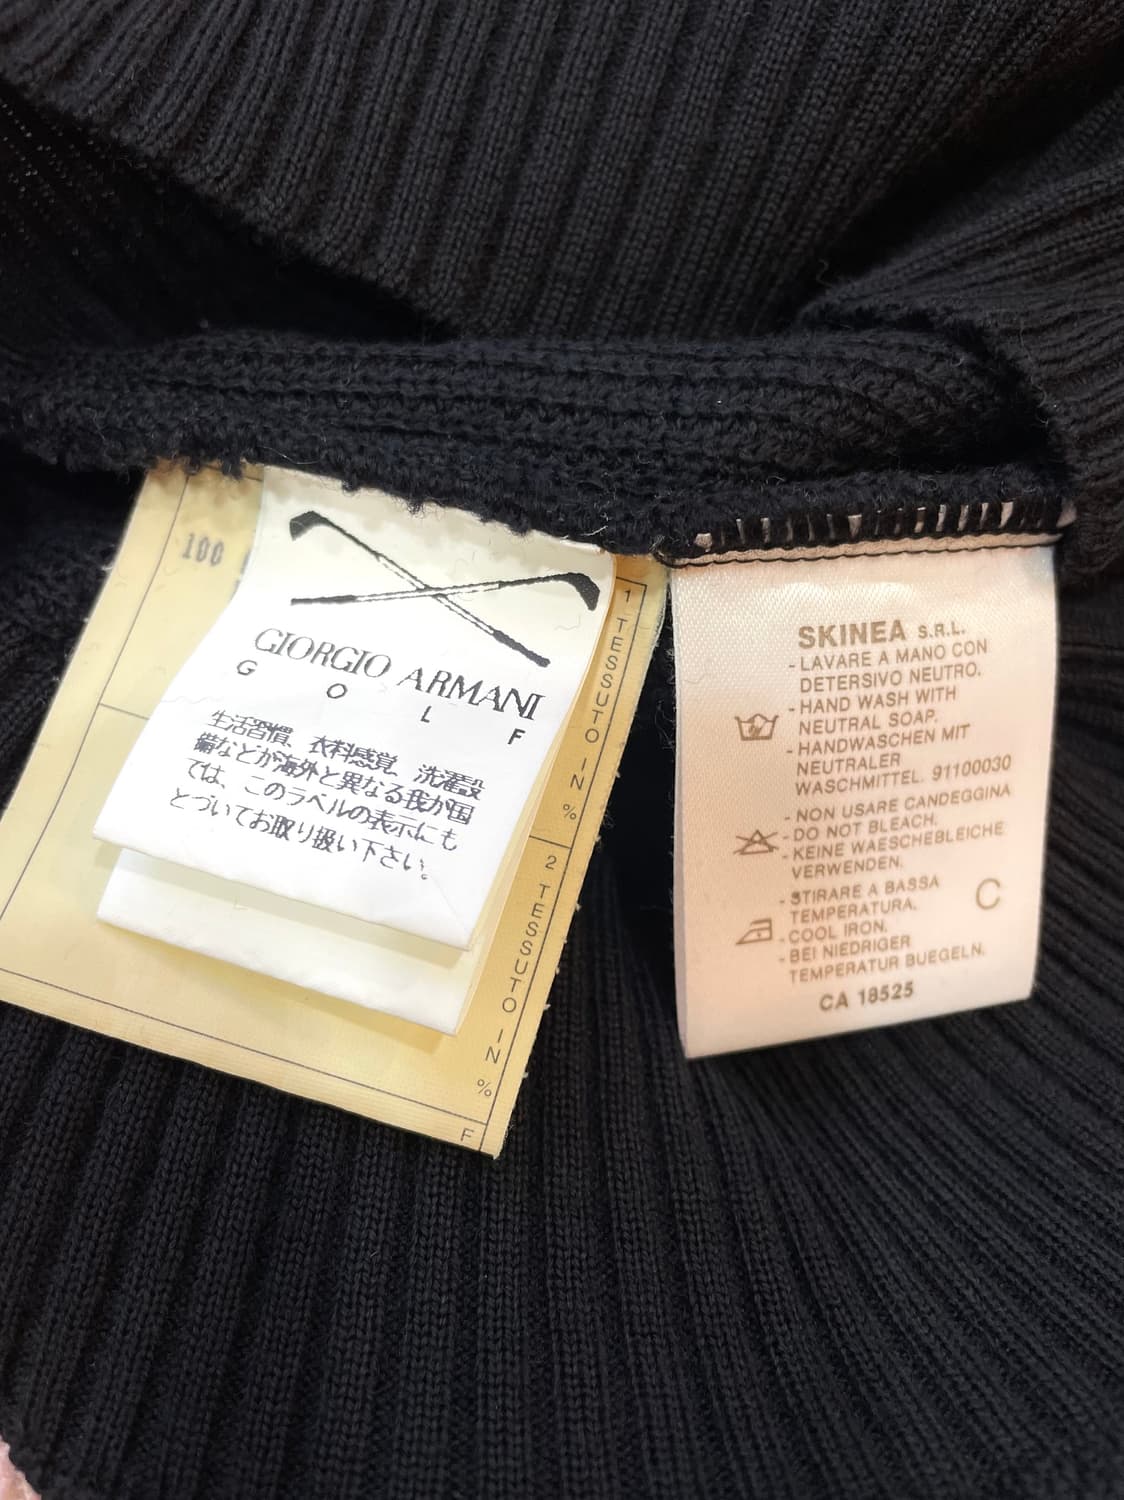 100
GIORGIO ARMANI
G O L F
生活習慣、衣料感覚、洗濯設
備などが海外と異なる我が国
では、このラベルの表示にも
とづいてお取り扱い下さい。
1 TESSUTO IN %
2 TESSUTO IN %
F
SKINEA S.R.L.
- LAVARE A MANO CON
DETERSIVO NEUTRO.
- HAND WASH WITH
NEUTRAL SOAP.
- HANDWASCHEN MIT
NEUTRALER
WASCHMITTEL. 91100030
- NON USARE CANDEGGINA
- DO NOT BLEACH.
- KEINE WAESCHEBLEICHE
VERWENDEN.
- STIRARE A BASSA
TEMPERATURA.
- COOL IRON.
- BEI NIEDRIGER
TEMPERATUR BUEGELN.
C
CA 18525